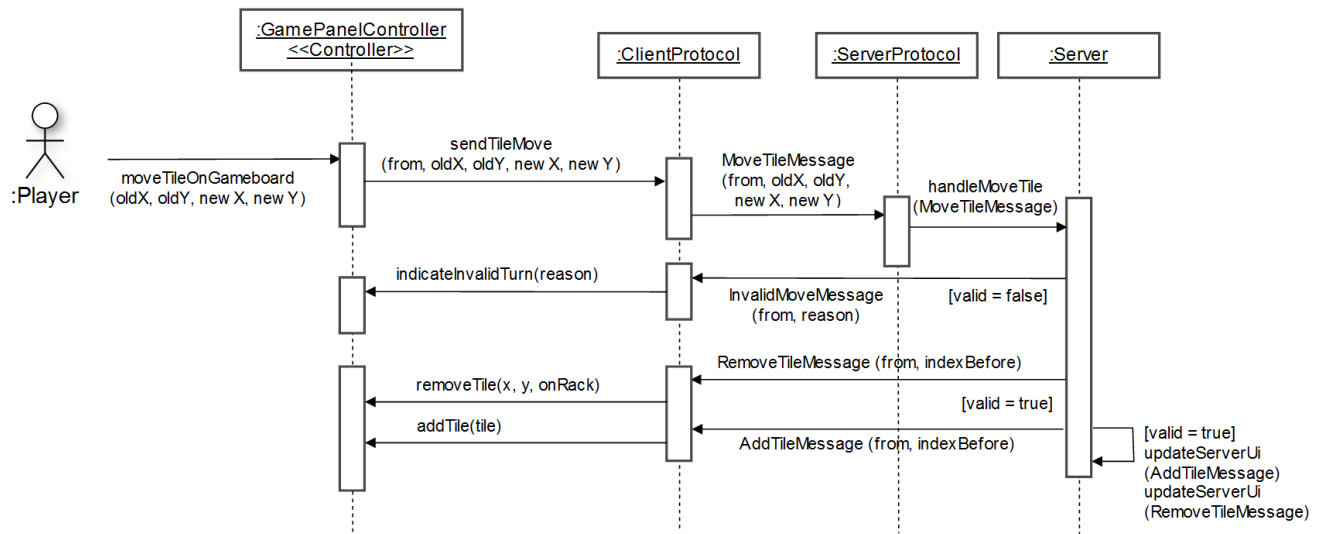 :GamePanelController
<<Controller>>
:ClientProtocol
:ServerProtocol
:Server
:Player
moveTileOnGameboard
(oldX, oldY, new X, new Y)
sendTileMove
(from, oldX, oldY, new X, new Y)
MoveTileMessage
(from, oldX, oldY,
new X, new Y)
handleMoveTile
(MoveTileMessage)
indicateInvalidTurn(reason)
InvalidMoveMessage
(from, reason)
[valid = false]
RemoveTileMessage (from, indexBefore)
removeTile(x, y, onRack)
[valid = true]
addTile(tile)
AddTileMessage (from, indexBefore)
[valid = true]
updateServerUi
(AddTileMessage)
updateServerUi
(RemoveTileMessage)